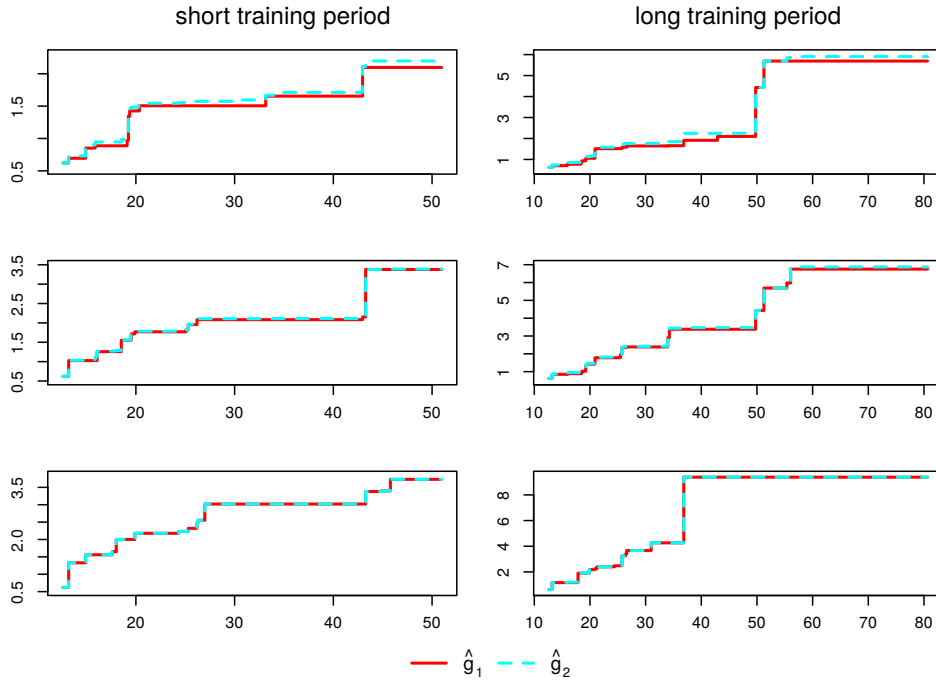 short training period
long training period
0.5 1.5
20 30 40 50
1 3 5
10 20 30 40 50 60 70 80
0.5 1.5 2.5 3.5
20 30 40 50
1 3 5 7
10 20 30 40 50 60 70 80
0.5 2.0 3.5
20 30 40 50
2 4 6 8
10 20 30 40 50 60 70 80
ĝ₁ ĝ₂